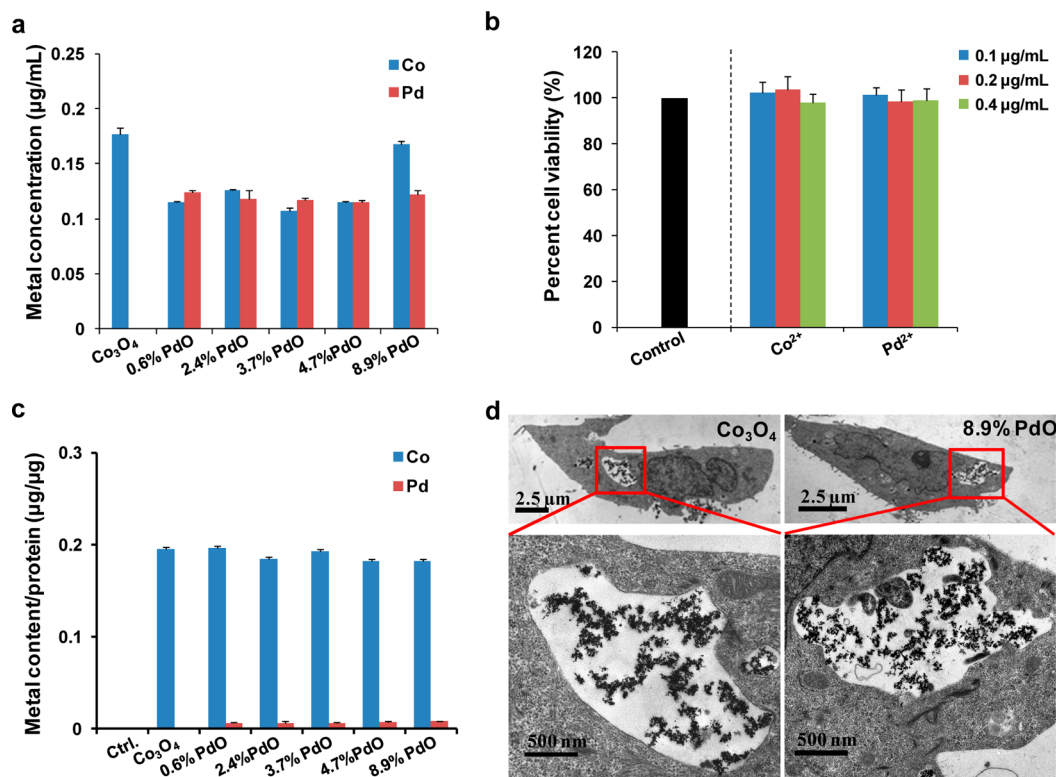 a
Metal concentration (µg/mL)
0.25
0.2
0.15
0.1
0.05
0
Co
Pd
Co₃O₄
0.6% PdO
2.4% PdO
3.7% PdO
4.7%PdO
8.9% PdO
b
Percent cell viability (%)
120
100
80
60
40
20
0
0.1 µg/mL
0.2 µg/mL
0.4 µg/mL
Control
Co²⁺
Pd²⁺
c
Metal content/protein (µg/µg)
0.3
0.2
0.1
0
Co
Pd
Ctrl.
Co₃O₄
0.6% PdO
2.4%PdO
3.7% PdO
4.7%PdO
8.9% PdO
d
Co₃O₄
2.5 µm
8.9% PdO
2.5 µm
500 nm
500 nm